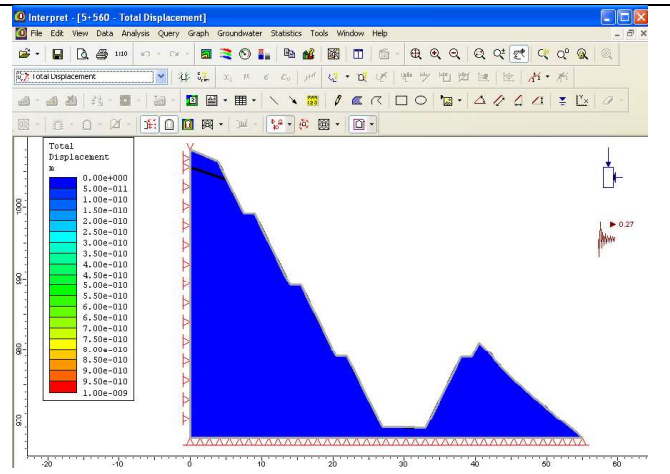 Interpret - [5+560 - Total Displacement]
File Edit View Data Analysis Query Graph Groundwater Statistics Tools Window Help
1:10
Total Displacement
Total
Displacement
m
0.00e+000
5.00e-011
1.00e-010
1.50e-010
2.00e-010
2.50e-010
3.00e-010
3.50e-010
4.00e-010
4.50e-010
5.00e-010
5.50e-010
6.00e-010
6.50e-010
7.00e-010
7.50e-010
8.00e-010
8.50e-010
9.00e-010
9.50e-010
1.00e-009
0.27
1000
990
980
970
-20 -10 0 10 20 30 40 50 60